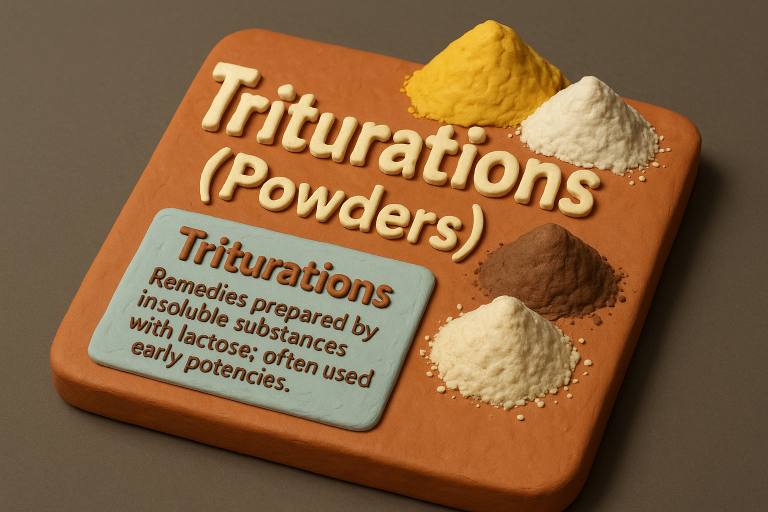 Triturations
(Powders)
Triturations
Remedies prepared by
insoluble substances
with lactose; often used
early potencies.